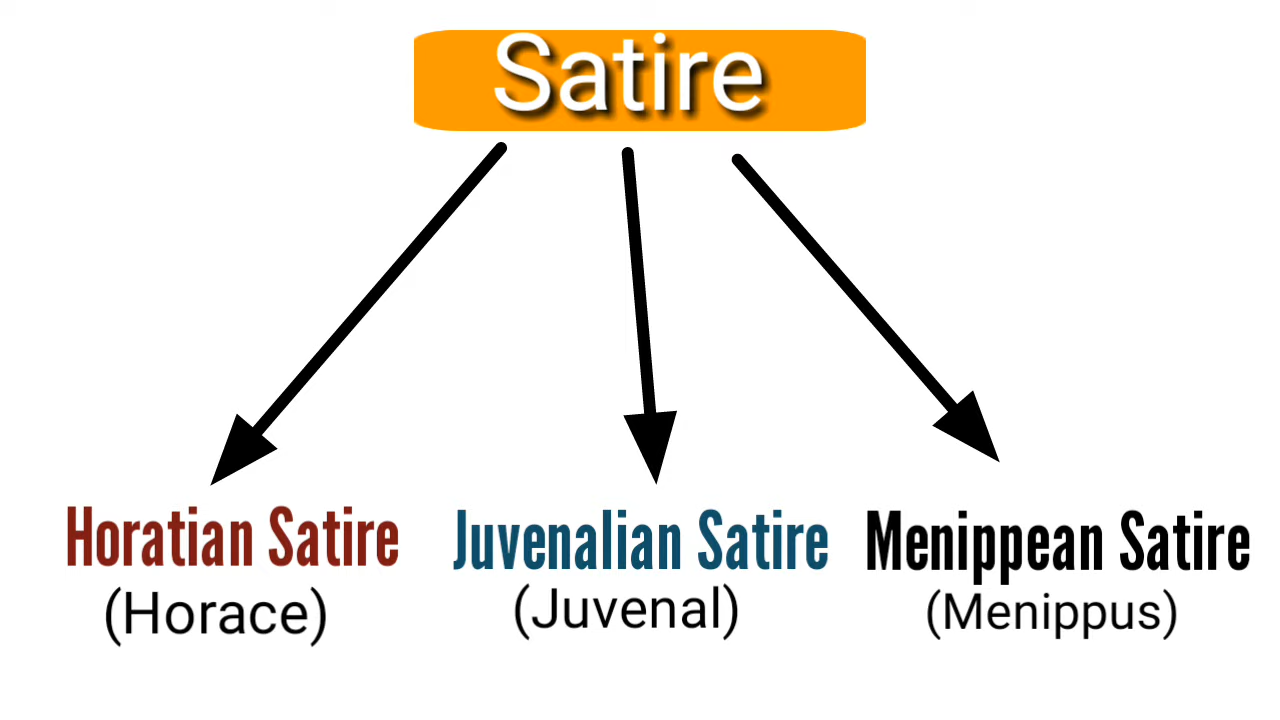 Satire
Horatian Satire
(Horace)
Juvenalian Satire
(Juvenal)
Menippean Satire
(Menippus)